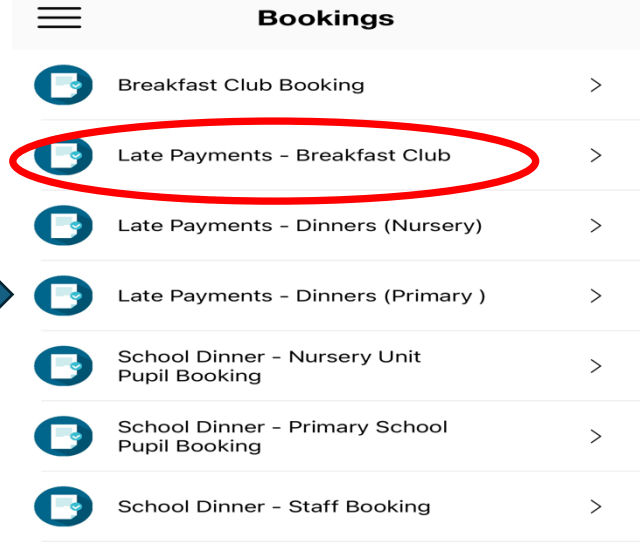 Bookings
Breakfast Club Booking
Late Payments - Breakfast Club
Late Payments - Dinners (Nursery)
Late Payments - Dinners (Primary )
School Dinner - Nursery Unit
Pupil Booking
School Dinner - Primary School
Pupil Booking
School Dinner - Staff Booking